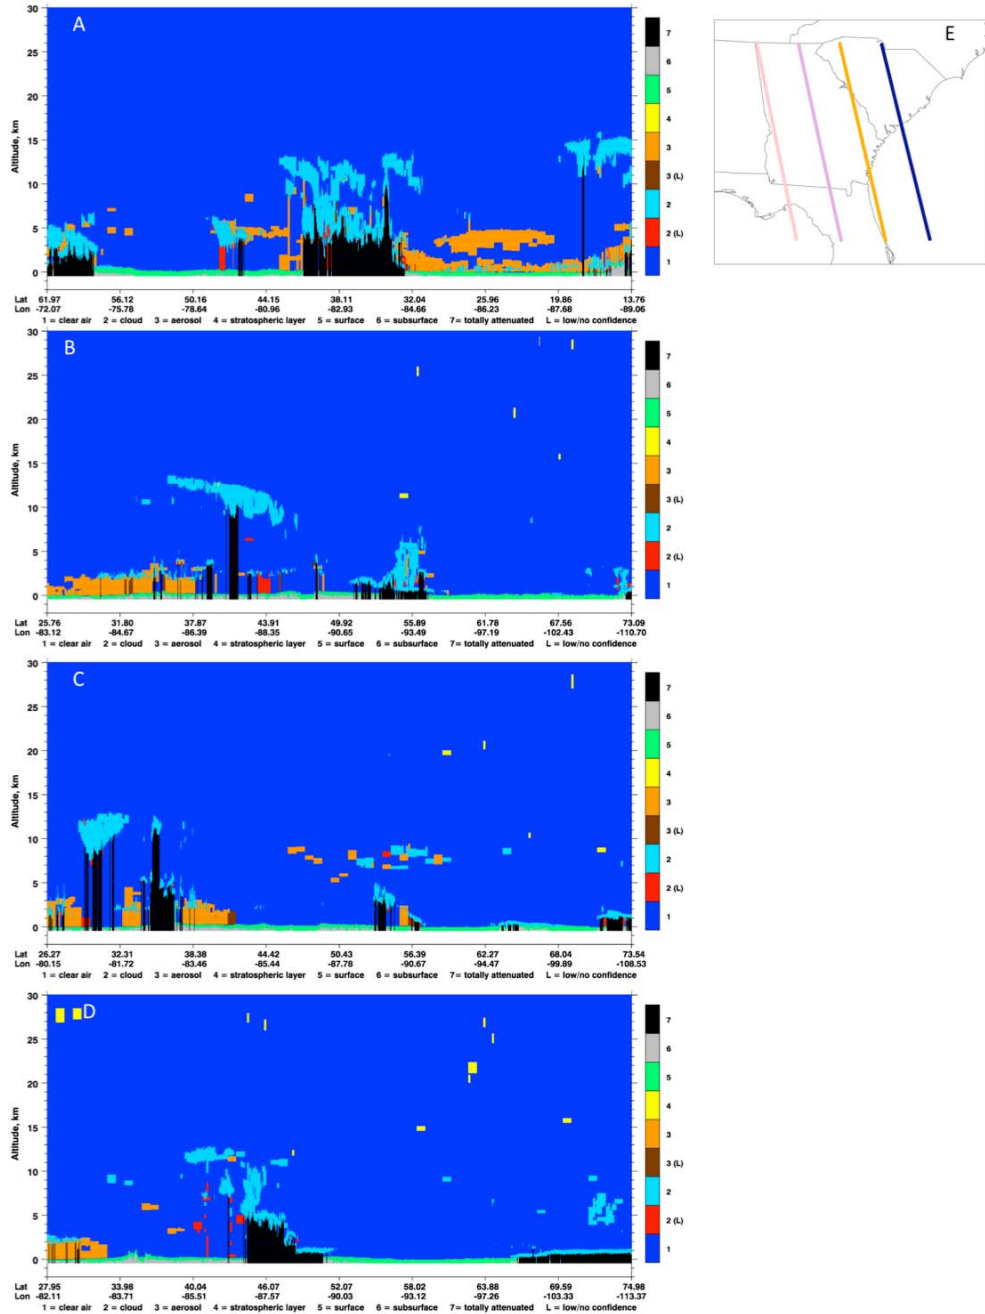 A
E
30
25
20
15
10
5
0
Altitude, km
7
6
5
4
3
3 (L)
2
2 (L)
1
Lat 61.97 56.12 50.16 44.15 38.11 32.04 25.96 19.86 13.76
Lon -72.07 -75.78 -78.64 -80.96 -82.93 -84.66 -86.23 -87.68 -89.06
1 = clear air 2 = cloud 3 = aerosol 4 = stratospheric layer 5 = surface 6 = subsurface 7= totally attenuated L = low/no confidence
B
30
25
20
15
10
5
0
Altitude, km
7
6
5
4
3
3 (L)
2
2 (L)
1
Lat 25.76 31.80 37.87 43.91 49.92 55.89 61.78 67.56 73.09
Lon -83.12 -84.67 -86.39 -88.35 -90.65 -93.49 -97.19 -102.43 -110.70
1 = clear air 2 = cloud 3 = aerosol 4 = stratospheric layer 5 = surface 6 = subsurface 7= totally attenuated L = low/no confidence
C
30
25
20
15
10
5
0
Altitude, km
7
6
5
4
3
3 (L)
2
2 (L)
1
Lat 26.27 32.31 38.38 44.42 50.43 56.39 62.27 68.04 73.54
Lon -80.15 -81.72 -83.46 -85.44 -87.78 -90.67 -94.47 -99.89 -108.53
1 = clear air 2 = cloud 3 = aerosol 4 = stratospheric layer 5 = surface 6 = subsurface 7= totally attenuated L = low/no confidence
D
30
25
20
15
10
5
0
Altitude, km
7
6
5
4
3
3 (L)
2
2 (L)
1
Lat 27.95 33.98 40.04 46.07 52.07 58.02 63.88 69.59 74.98
Lon -82.11 -83.71 -85.51 -87.57 -90.03 -93.12 -97.26 -103.33 -113.37
1 = clear air 2 = cloud 3 = aerosol 4 = stratospheric layer 5 = surface 6 = subsurface 7= totally attenuated L = low/no confidence